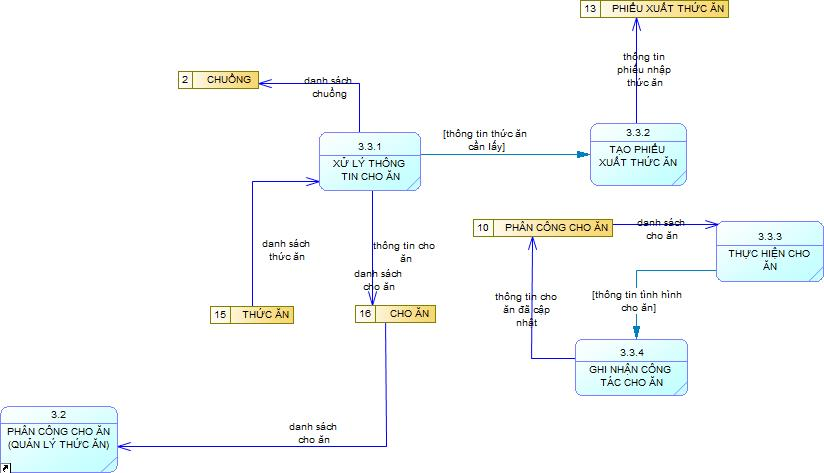 13 PHIẾU XUẤT THỨC ĂN
thông tin
phiếu nhập
thức ăn
2 CHUỒNG
danh sách
chuồng
3.3.1
XỬ LÝ THÔNG
TIN CHO ĂN
[thông tin thức ăn
cần lấy]
3.3.2
TẠO PHIẾU
XUẤT THỨC ĂN
danh sách
thức ăn
thông tin cho
ăn
danh sách
cho ăn
10 PHÂN CÔNG CHO ĂN
danh sách
cho ăn
3.3.3
THỰC HIỆN CHO
ĂN
15 THỨC ĂN
16 CHO ĂN
thông tin cho
ăn đã cập
nhât
[thông tin tình hình
cho ăn]
3.3.4
GHI NHẬN CÔNG
TÁC CHO ĂN
3.2
PHÂN CÔNG CHO ĂN
(QUẢN LÝ THỨC ĂN)
danh sách
cho ăn